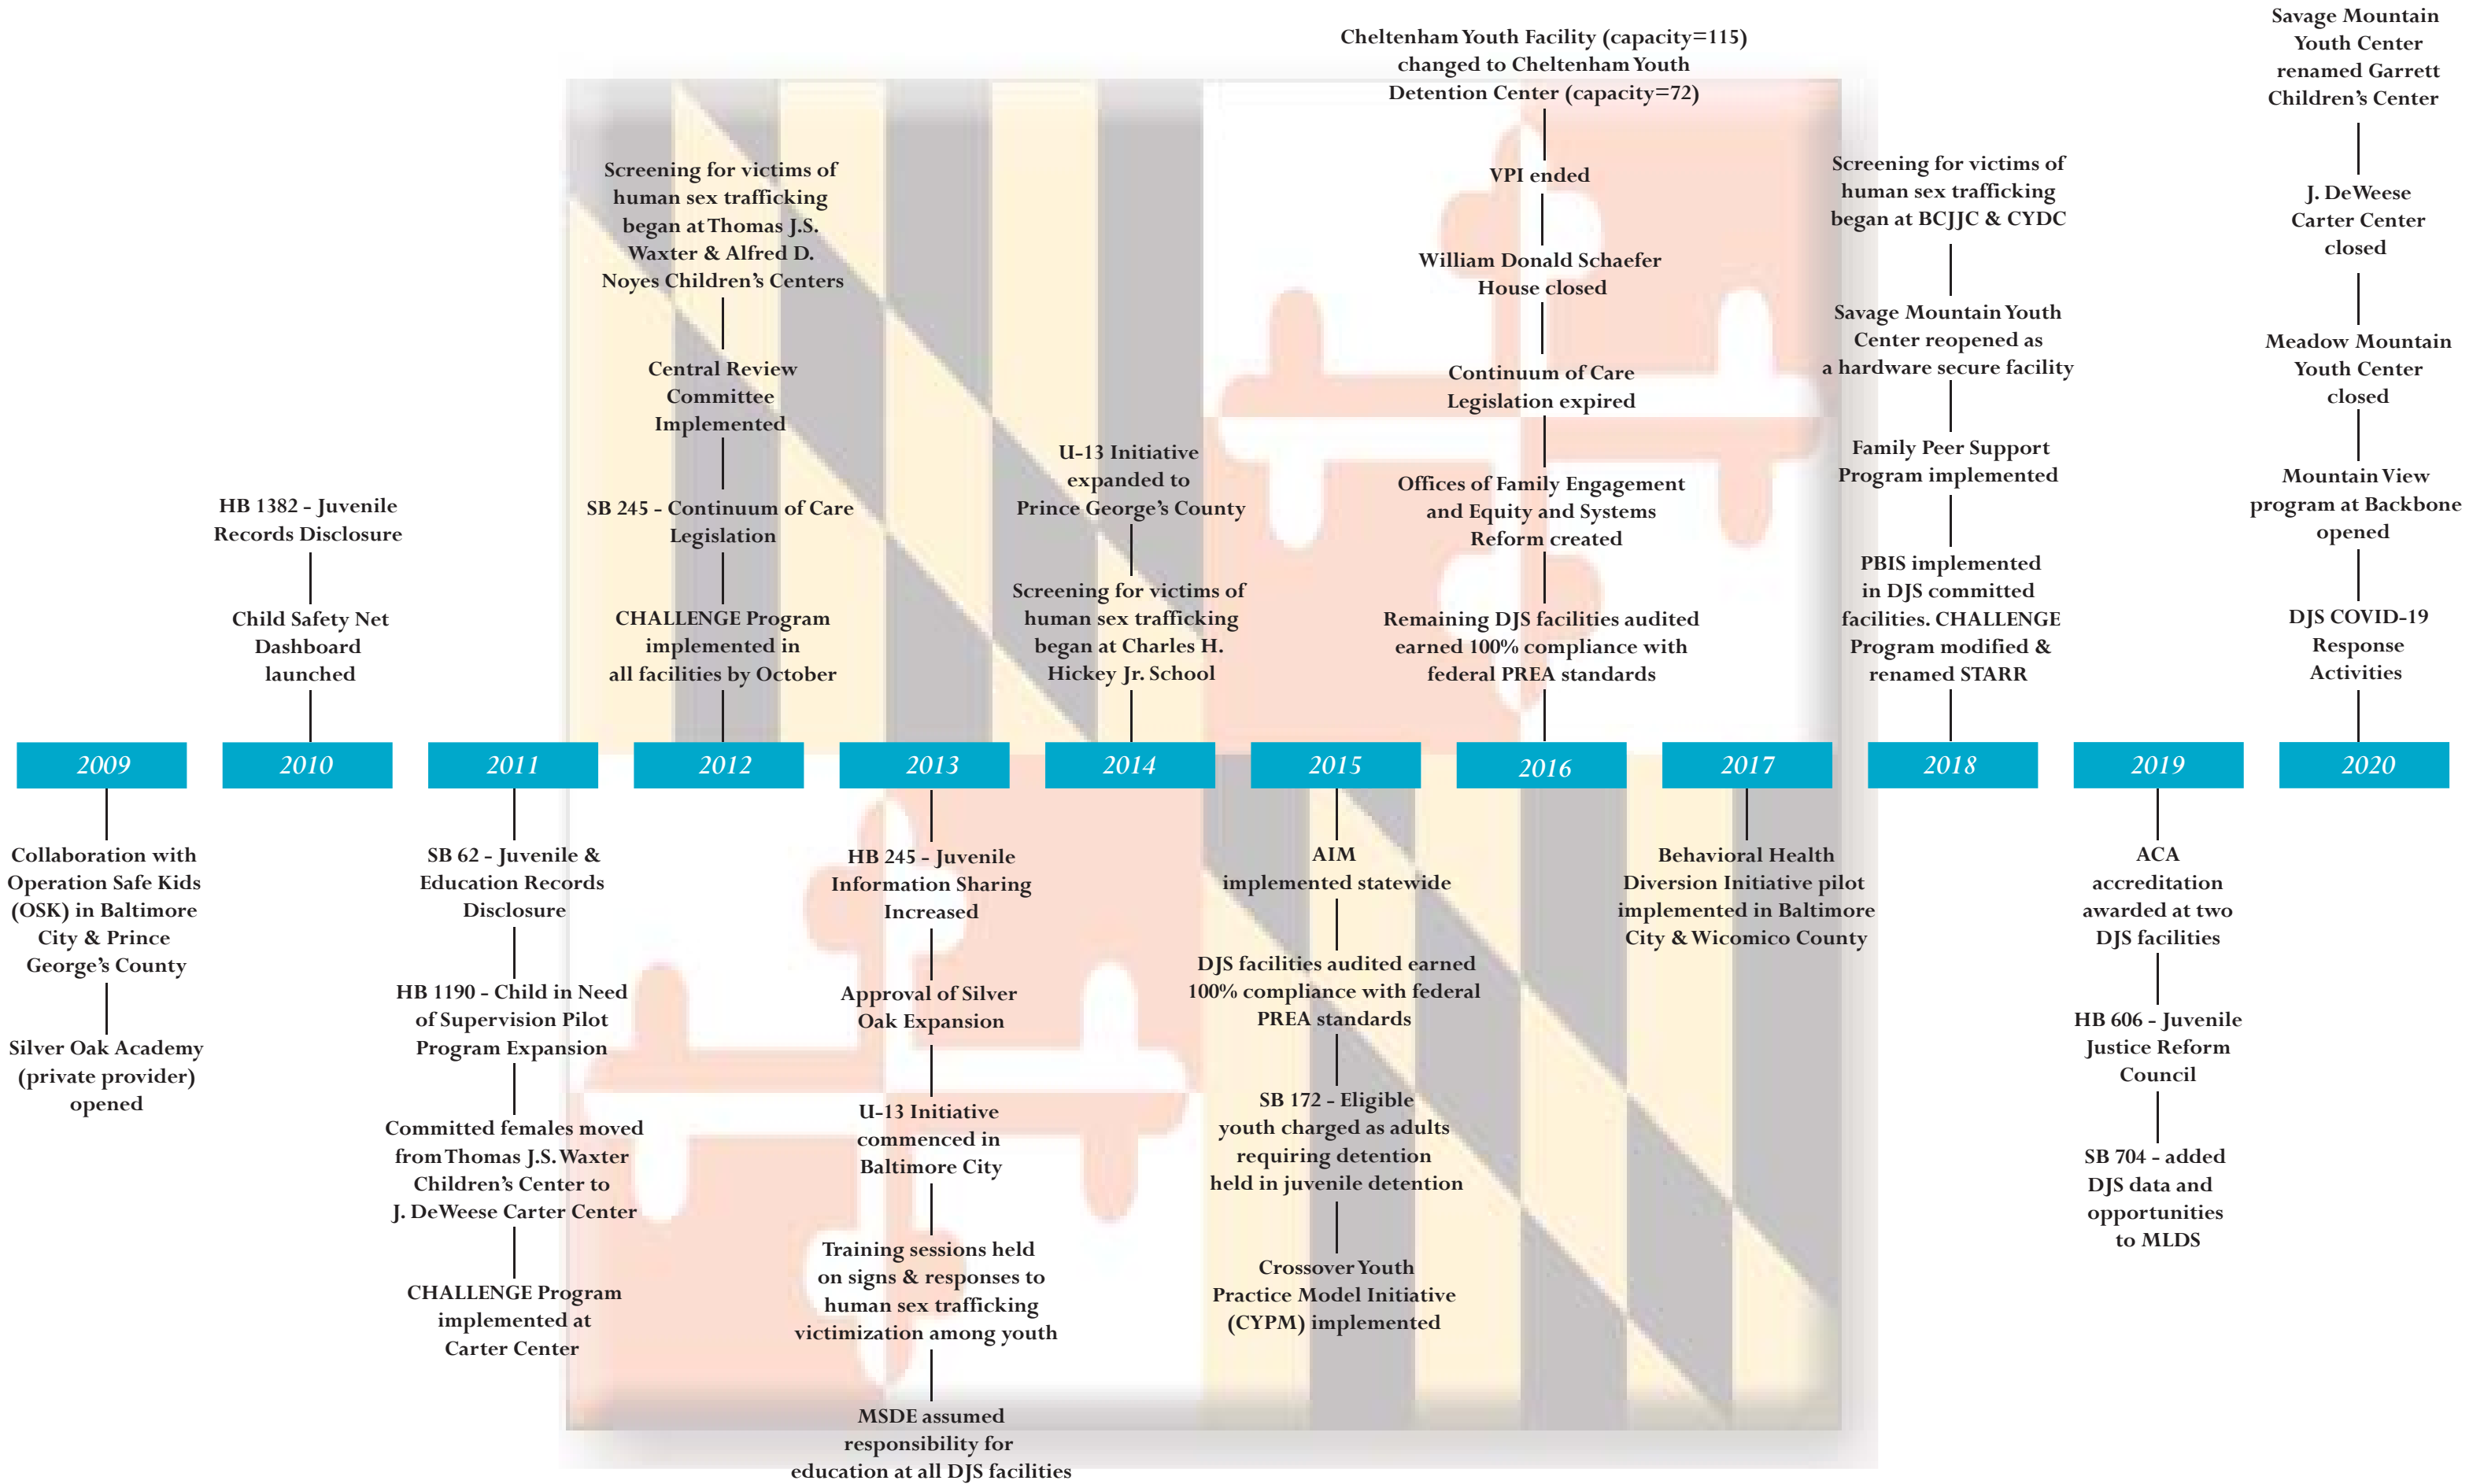 Collaboration with
Operation Safe Kids
(OSK) in Baltimore
City & Prince
George’s County
Silver Oak Academy
(private provider)
opened
2009
HB 1382 - Juvenile
Records Disclosure
Child Safety Net
Dashboard
launched
2010
2011
SB 62 - Juvenile &
Education Records
Disclosure
HB 1190 - Child in Need
of Supervision Pilot
Program Expansion
Committed females moved
from Thomas J.S. Waxter
Children’s Center to
J. DeWeese Carter Center
CHALLENGE Program
implemented at
Carter Center
Screening for victims of
human sex trafficking
began at Thomas J.S.
Waxter & Alfred D.
Noyes Children’s Centers
Central Review
Committee
Implemented
SB 245 - Continuum of Care
Legislation
CHALLENGE Program
implemented in
all facilities by October
2012
2013
HB 245 - Juvenile
Information Sharing
Increased
Approval of Silver
Oak Expansion
U-13 Initiative
commenced in
Baltimore City
Training sessions held
on signs & responses to
human sex trafficking
victimization among youth
MSDE assumed
responsibility for
education at all DJS facilities
U-13 Initiative
expanded to
Prince George’s County
Screening for victims of
human sex trafficking
began at Charles H.
Hickey Jr. School
2014
2015
AIM
implemented statewide
DJS facilities audited earned
100% compliance with federal
PREA standards
SB 172 - Eligible
youth charged as adults
requiring detention
held in juvenile detention
Crossover Youth
Practice Model Initiative
(CYPM) implemented
Cheltenham Youth Facility (capacity=115)
changed to Cheltenham Youth
Detention Center (capacity=72)
VPI ended
William Donald Schaefer
House closed
Continuum of Care
Legislation expired
Offices of Family Engagement
and Equity and Systems
Reform created
Remaining DJS facilities audited
earned 100% compliance with
federal PREA standards
2016
2017
Behavioral Health
Diversion Initiative pilot
implemented in Baltimore
City & Wicomico County
Screening for victims of
human sex trafficking
began at BCJJC & CYDC
Savage Mountain Youth
Center reopened as
a hardware secure facility
Family Peer Support
Program implemented
PBIS implemented
in DJS committed
facilities. CHALLENGE
Program modified &
renamed STARR
2018
2019
ACA
accreditation
awarded at two
DJS facilities
HB 606 - Juvenile
Justice Reform
Council
SB 704 - added
DJS data and
opportunities
to MLDS
Savage Mountain
Youth Center
renamed Garrett
Children’s Center
J. DeWeese
Carter Center
closed
Meadow Mountain
Youth Center
closed
Mountain View
program at Backbone
opened
DJS COVID-19
Response
Activities
2020